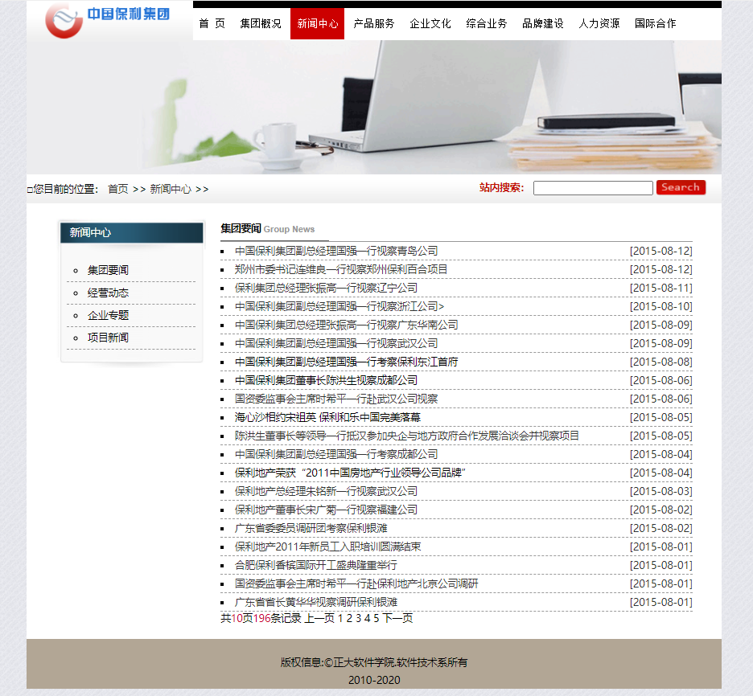 中国保利集团
首 页 集团概况 新闻中心 产品服务 企业文化 综合业务 品牌建设 人力资源 国际合作
□您目前的位置： 首页 >> 新闻中心 >>
站内搜索： Search
新闻中心
集团要闻
经营动态
企业专题
项目新闻
集团要闻 Group News
中国保利集团副总经理国强一行视察青岛公司 [2015-08-12]
郑州市委书记连维良一行视察郑州保利百合项目 [2015-08-12]
保利集团总经理张振高一行视察辽宁公司 [2015-08-11]
中国保利集团副总经理国强一行视察浙江公司> [2015-08-10]
中国保利集团总经理张振高一行视察广东华南公司 [2015-08-09]
中国保利集团副总经理国强一行视察武汉公司 [2015-08-09]
中国保利集团副总经理国强一行考察保利东江首府 [2015-08-08]
中国保利集团董事长陈洪生视察成都公司 [2015-08-06]
国资委监事会主席时希平一行赴武汉公司视察 [2015-08-06]
海心沙相约宋祖英 保利和乐中国完美落幕 [2015-08-05]
陈洪生董事长等领导一行抵汉参加央企与地方政府合作发展洽谈会并视察项目 [2015-08-05]
中国保利集团副总经理国强一行考察成都公司 [2015-08-04]
保利地产荣获“2011中国房地产行业领导公司品牌” [2015-08-04]
保利地产总经理朱铭新一行视察武汉公司 [2015-08-03]
保利地产董事长宋广菊一行视察福建公司 [2015-08-02]
广东省委委员调研团考察保利银滩 [2015-08-02]
保利地产2011年新员工入职培训圆满结束 [2015-08-01]
合肥保利香槟国际开工盛典隆重举行 [2015-08-01]
国资委监事会主席时希平一行赴保利地产北京公司调研 [2015-08-01]
广东省省长黄华华视察调研保利银滩 [2015-08-01]
共10页196条记录 上一页 1 2 3 4 5 下一页
版权信息:©正大软件学院.软件技术系所有
2010-2020